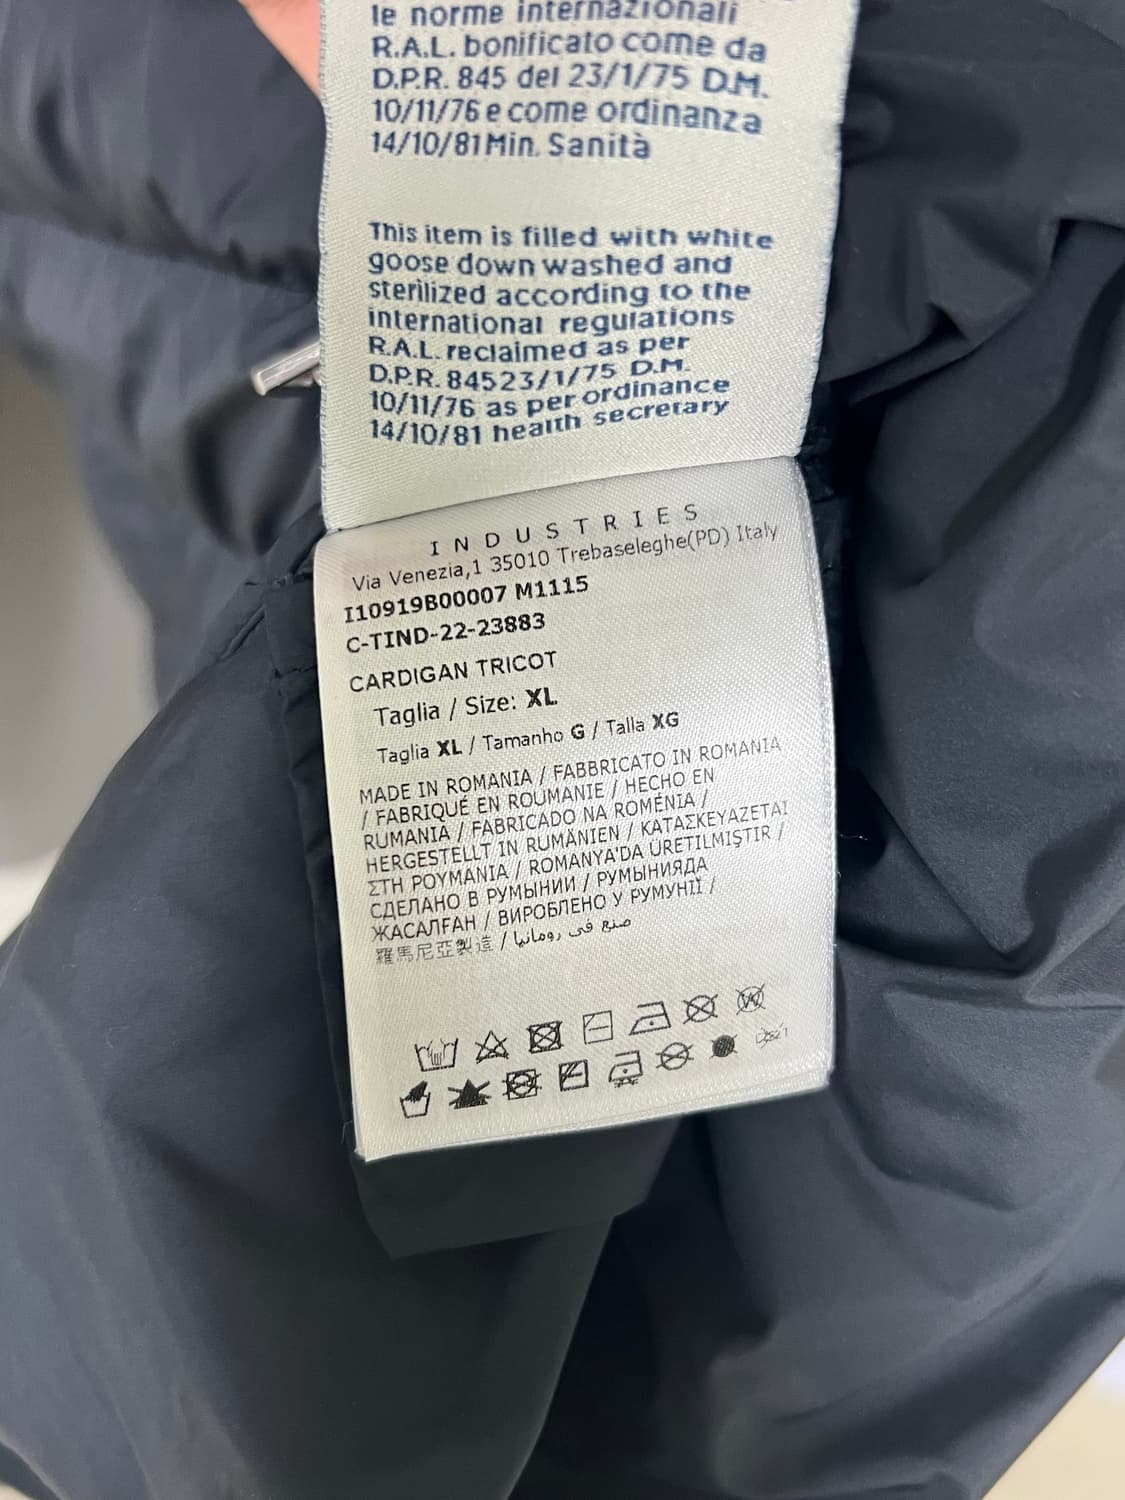 le norme internazionali
R.A.L. bonificato come da
D.P.R. 845 del 23/1/75 D.M.
10/11/76 e come ordinanza
14/10/81 Min. Sanità
This item is filled with white
goose down washed and
sterilized according to the
international regulations
R.A.L. reclaimed as per
D.P.R. 84523/1/75 D.M.
10/11/76 as per ordinance
14/10/81 health secretary
INDUSTRIES
Via Venezia,1 35010 Trebaseleghe(PD) Italy
I10919B00007 M1115
C-TIND-22-23883
CARDIGAN TRICOT
Taglia / Size: XL
Taglia XL / Tamanho G / Talla XG
MADE IN ROMANIA / FABBRICATO IN ROMANIA
/ FABRIQUÉ EN ROUMANIE / HECHO EN
RUMANIA / FABRICADO NA ROMÉNIA /
HERGESTELLT IN RUMÄNIEN / ΚΑΤΑΣΚΕΥΑΖΕΤΑΙ
ΣΤΗ ΡΟΥΜΑΝΙΑ / ROMANYA'DA ÜRETILMIŞTIR /
СДЕЛАНО В РУМЫНИИ / РУМЫНИЯДА
ЖАСАЛҒАН / ВИРОБЛЕНО У РУМУНІЇ /
羅馬尼亞製造 / صنع في رومانيا